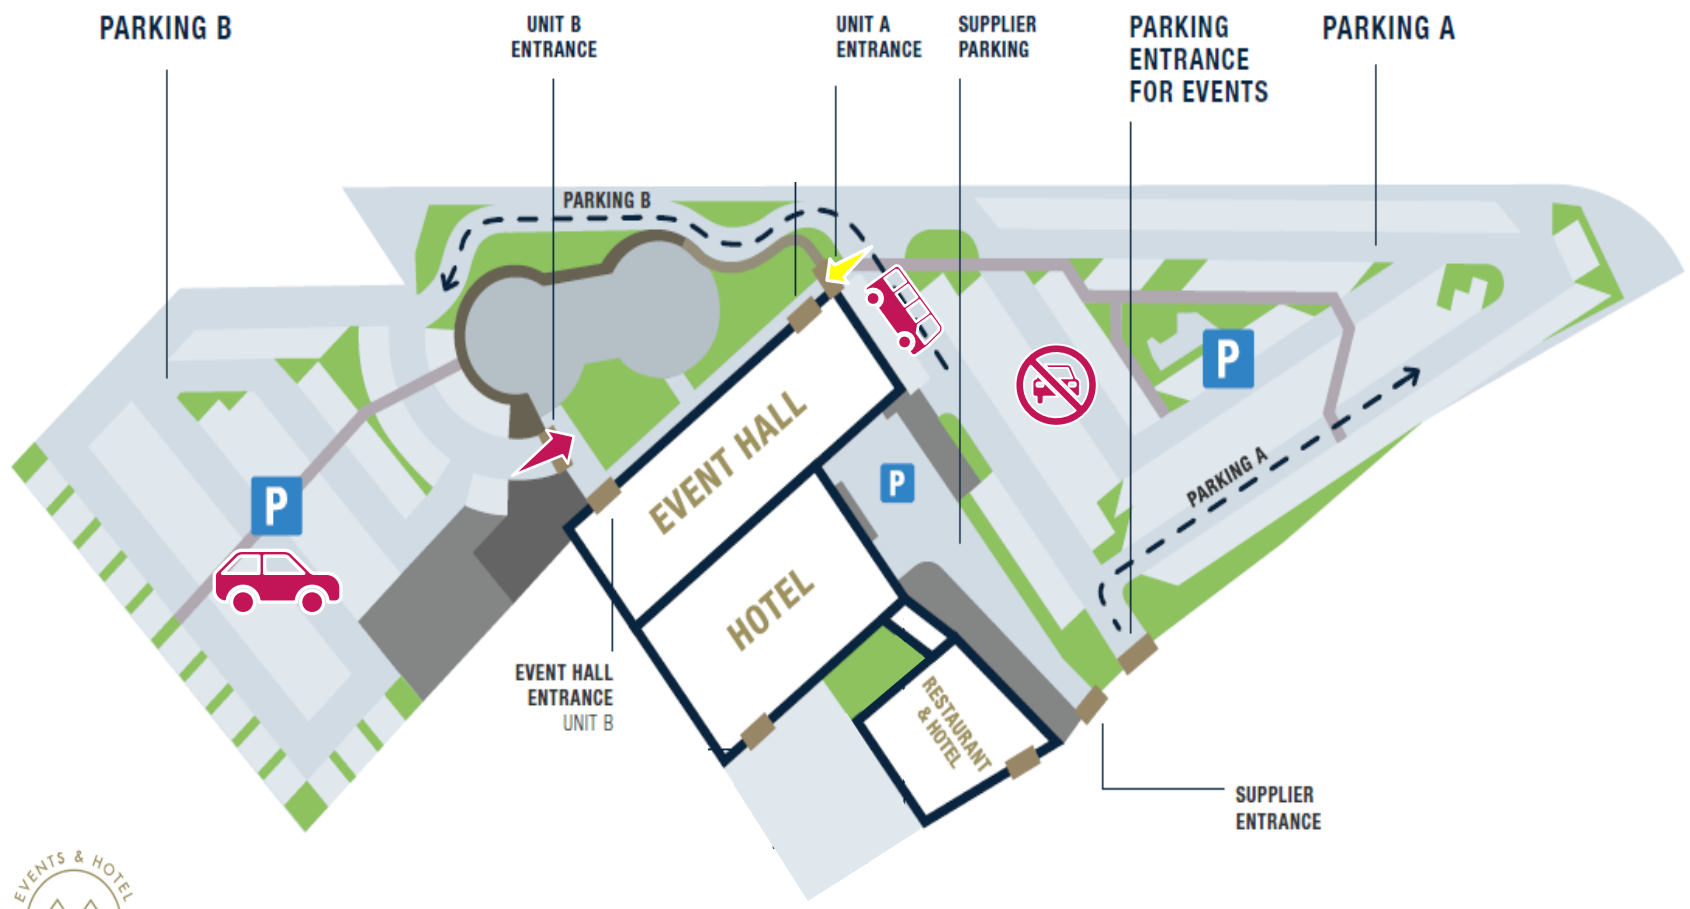 PARKING B
UNIT B
ENTRANCE
UNIT A
ENTRANCE
SUPPLIER
PARKING
PARKING
ENTRANCE
FOR EVENTS
PARKING A
PARKING B
P
P
P
PARKING A
EVENT HALL
HOTEL
RESTAURANT
& HOTEL
EVENT HALL
ENTRANCE
UNIT B
SUPPLIER
ENTRANCE
EVENTS & HOTEL